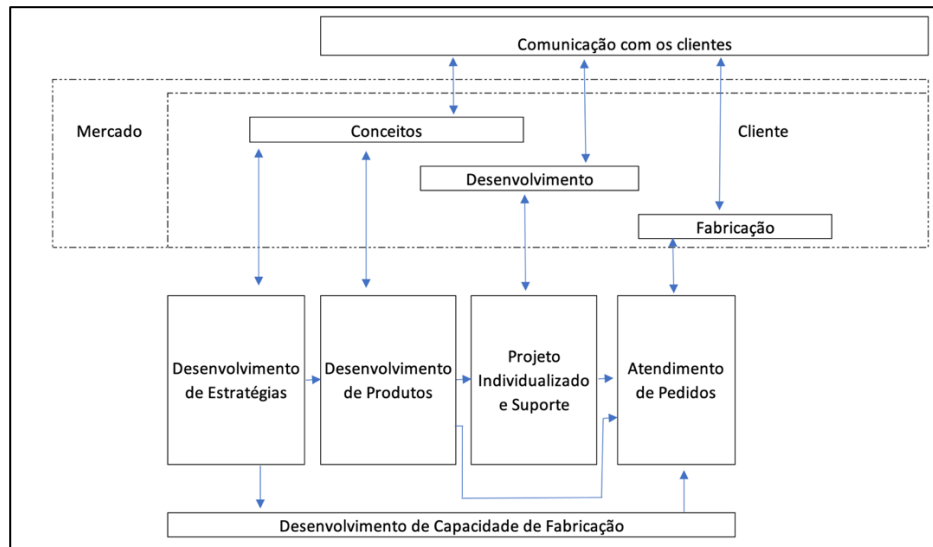 Comunicação com os clientes
Mercado
Conceitos
Cliente
Desenvolvimento
Fabricação
Desenvolvimento
de Estratégias
Desenvolvimento
de Produtos
Projeto
Individualizado
e Suporte
Atendimento
de Pedidos
Desenvolvimento de Capacidade de Fabricação